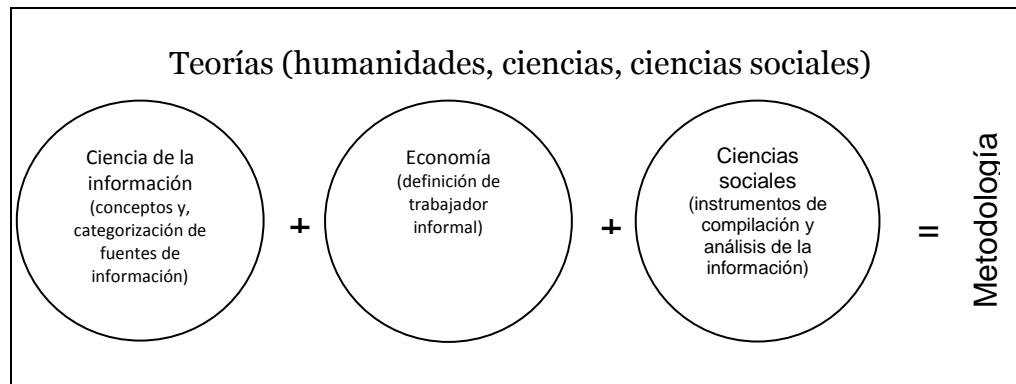 Teorías (humanidades, ciencias, ciencias sociales)
Ciencia de la
información
(conceptos y,
categorización de
fuentes de
información)
+
Economía
(definición de
trabajador
informal)
+
Ciencias
sociales
(instrumentos de
compilación y
análisis de la
información)
=
Metodología